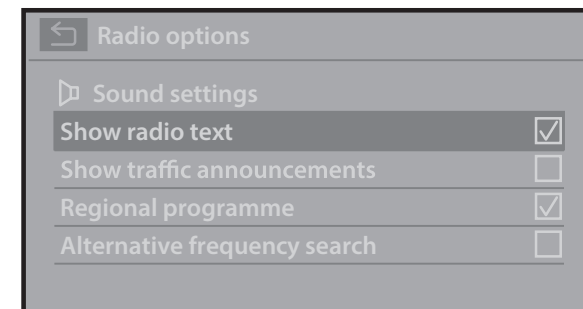 Radio options
Sound settings
Show radio text
Show traffic announcements
Regional programme
Alternative frequency search